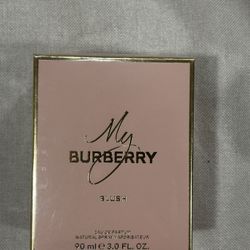 My
BURBERRY
BLUSH
EAU DE PARFUM
NATURAL SPRAY VAPORISATEUR
90 ml e 3.0 FL. OZ.